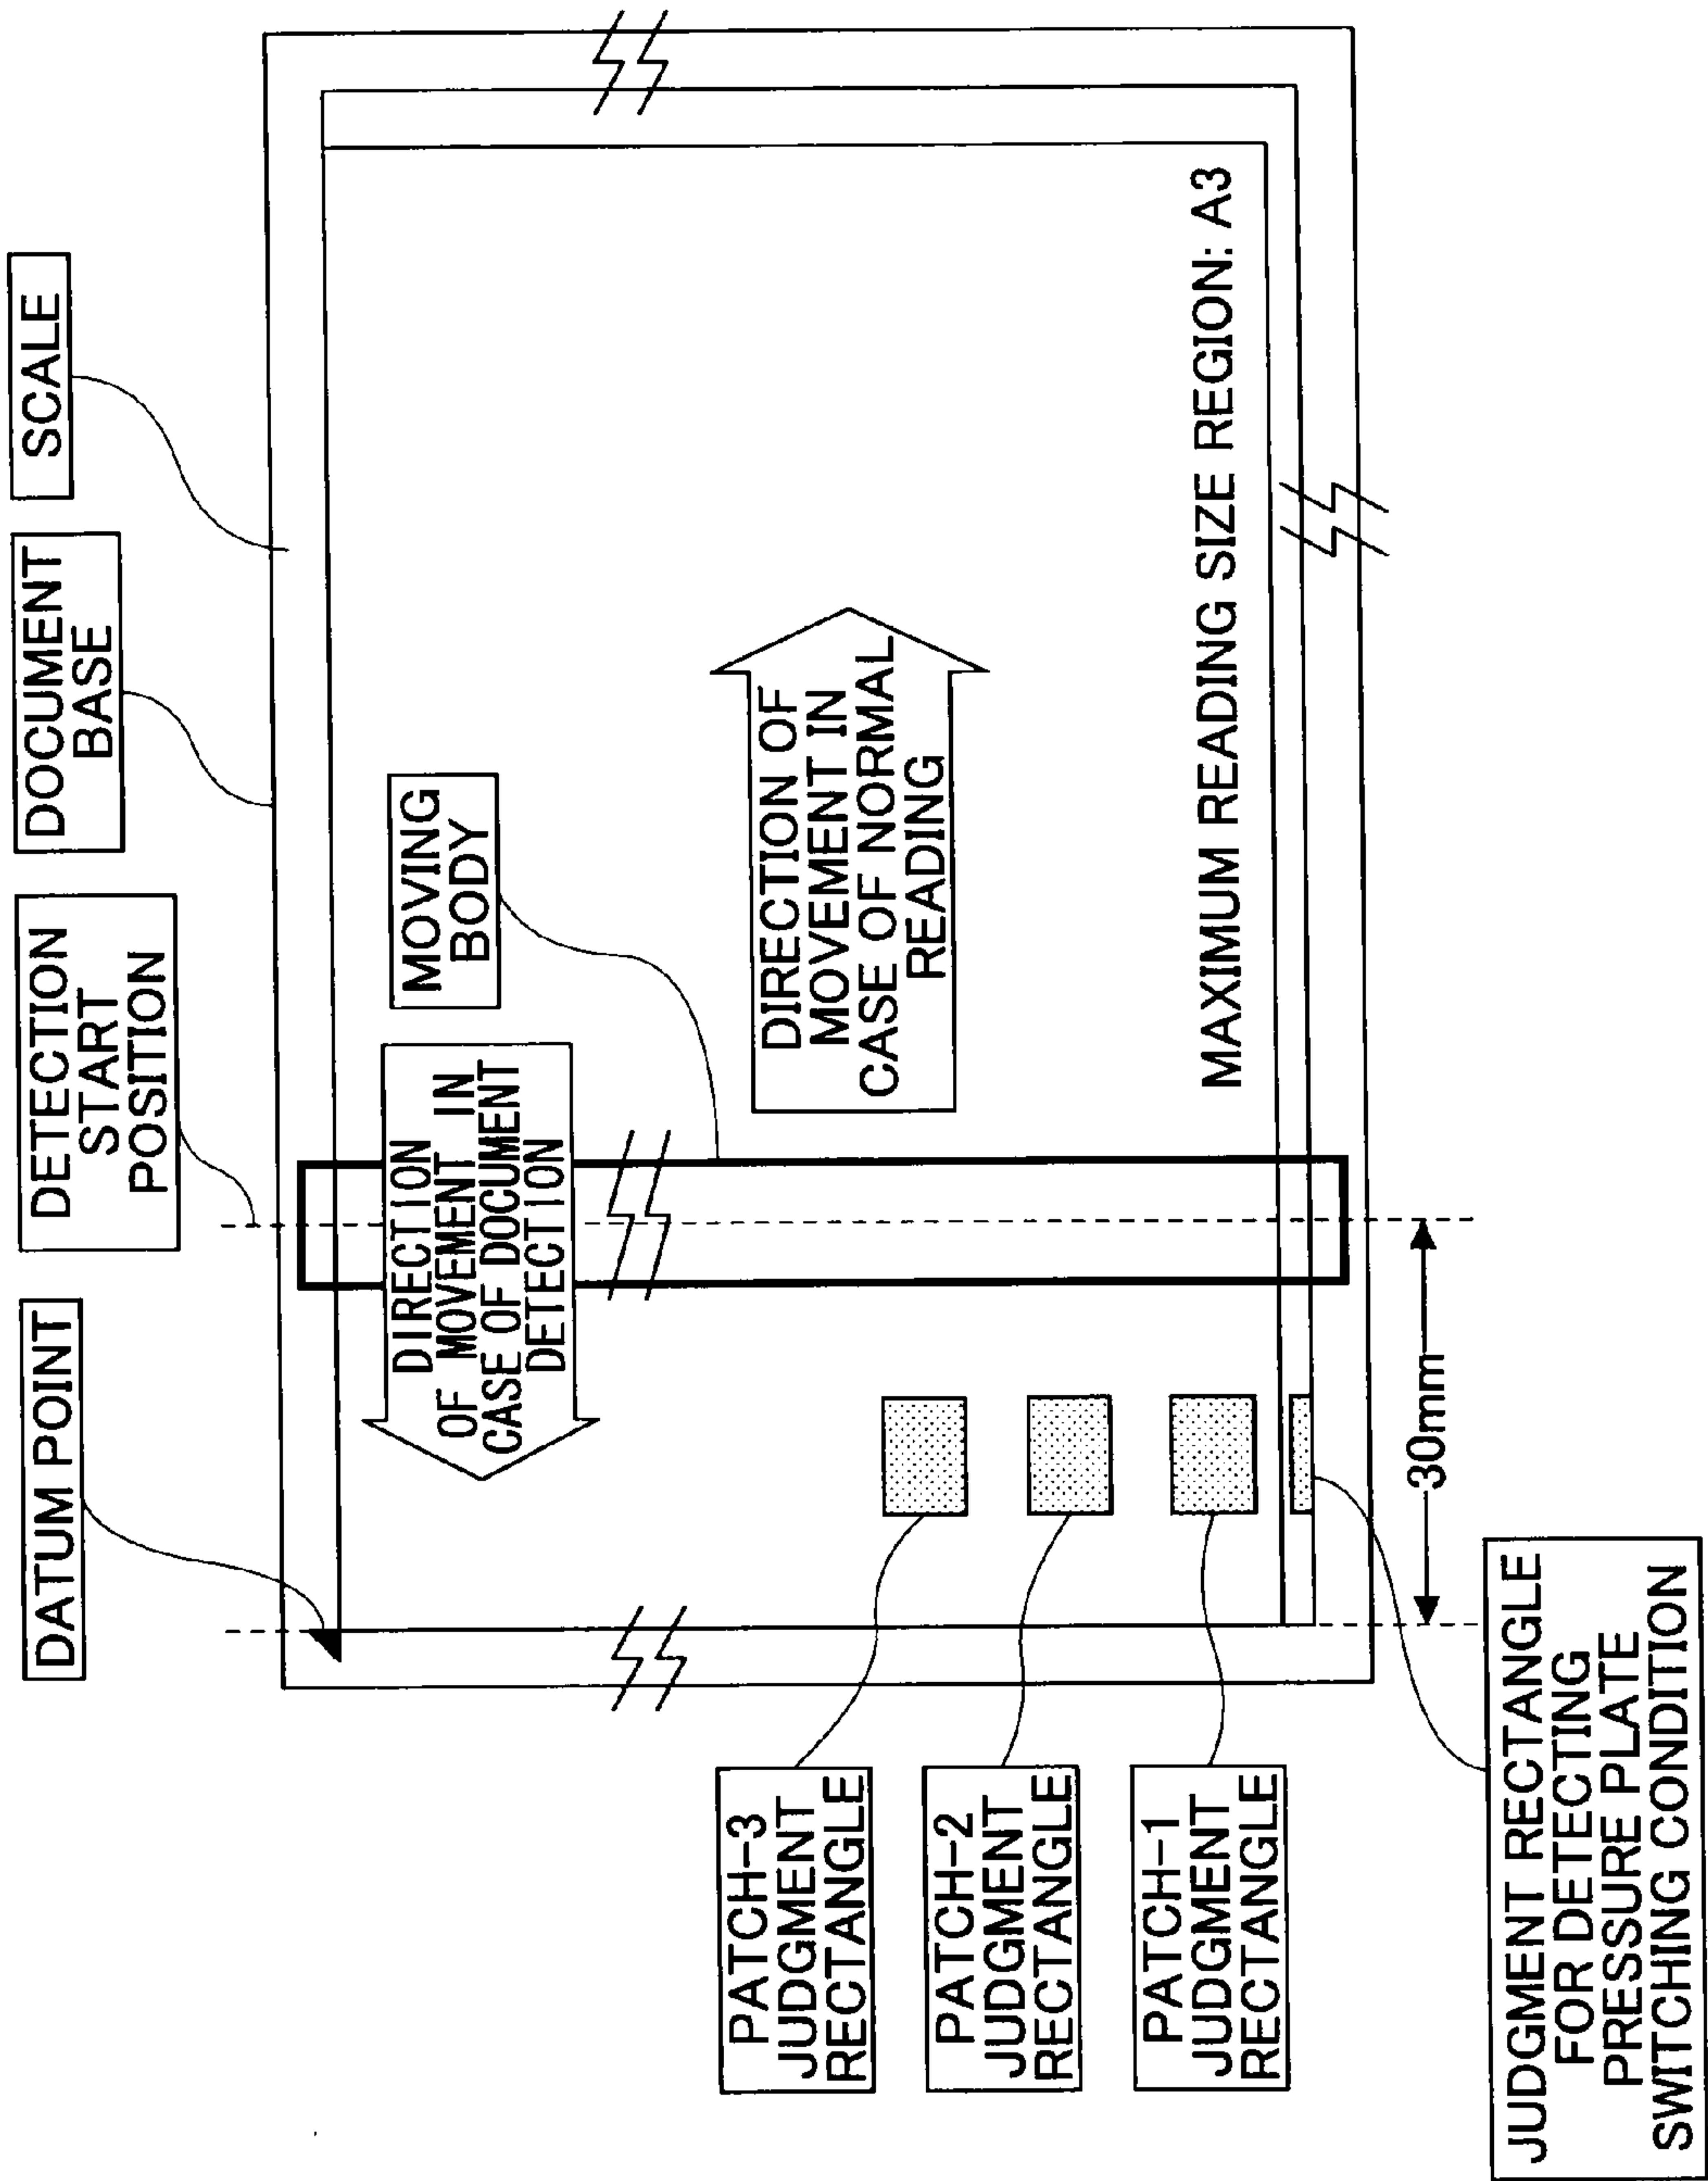 DATUM POINT
DETECTION
START
POSITION
DOCUMENT
BASE
SCALE
MOVING
BODY
DIRECTION
OF MOVEMENT IN
CASE OF DOCUMENT
DETECTION
DIRECTION OF
MOVEMENT IN
CASE OF NORMAL
READING
MAXIMUM READING SIZE REGION: A3
PATCH-3
JUDGMENT
RECTANGLE
PATCH-2
JUDGMENT
RECTANGLE
PATCH-1
JUDGMENT
RECTANGLE
30mm
JUDGMENT RECTANGLE
FOR DETECTING
PRESSURE PLATE
SWITCHING CONDITION